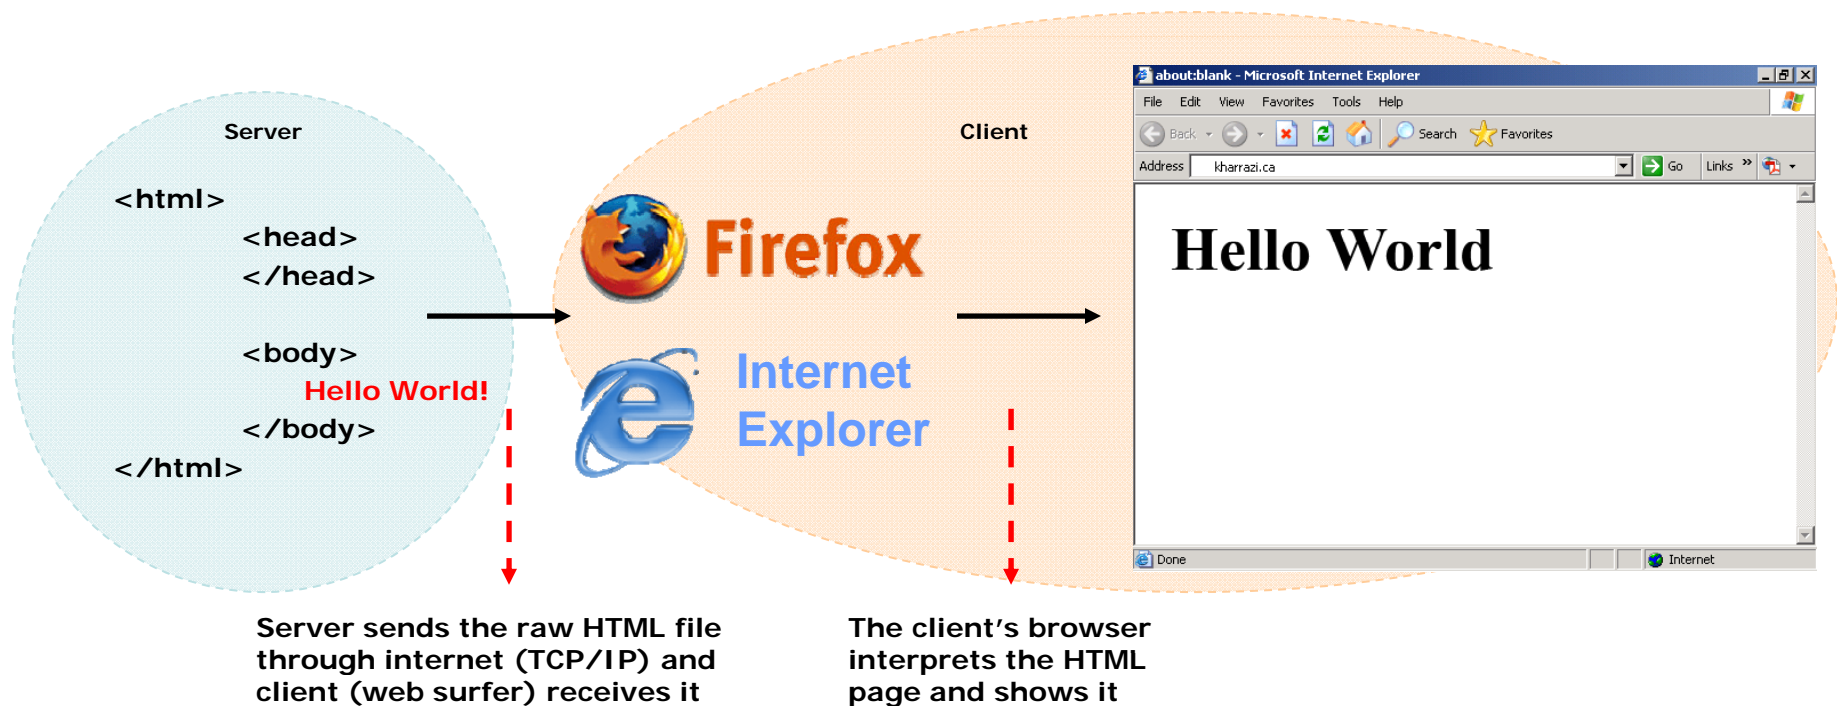 Server
<html>
<head>
</head>
<body>
Hello World!
</body>
</html>
Server sends the raw HTML file
through internet (TCP/IP) and
client (web surfer) receives it
Client
Firefox
Internet
Explorer
The client's browser
interprets the HTML
page and shows it
about:blank - Microsoft Internet Explorer
File Edit View Favorites Tools Help
Back Search Favorites
Address kharrazi.ca Go Links »
Hello World
Done Internet